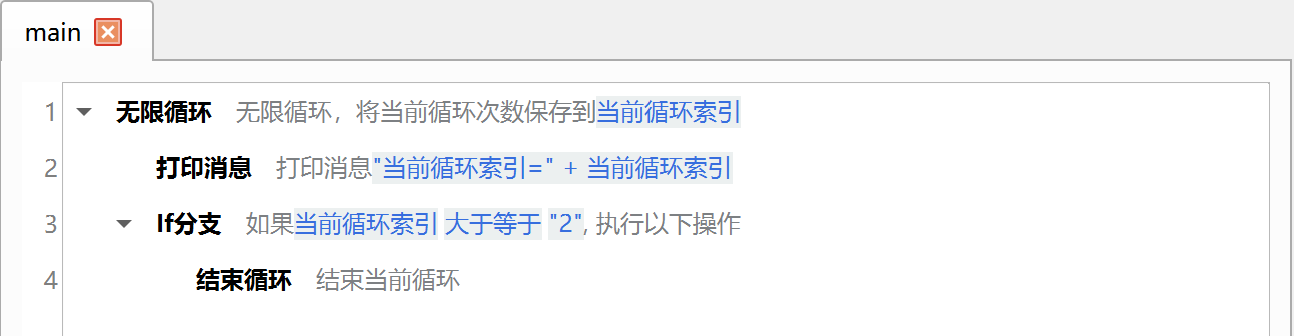 main
1 无限循环 无限循环，将当前循环次数保存到当前循环索引
2 打印消息 打印消息"当前循环索引=" + 当前循环索引
3 If分支 如果当前循环索引 大于等于 "2", 执行以下操作
4 结束循环 结束当前循环